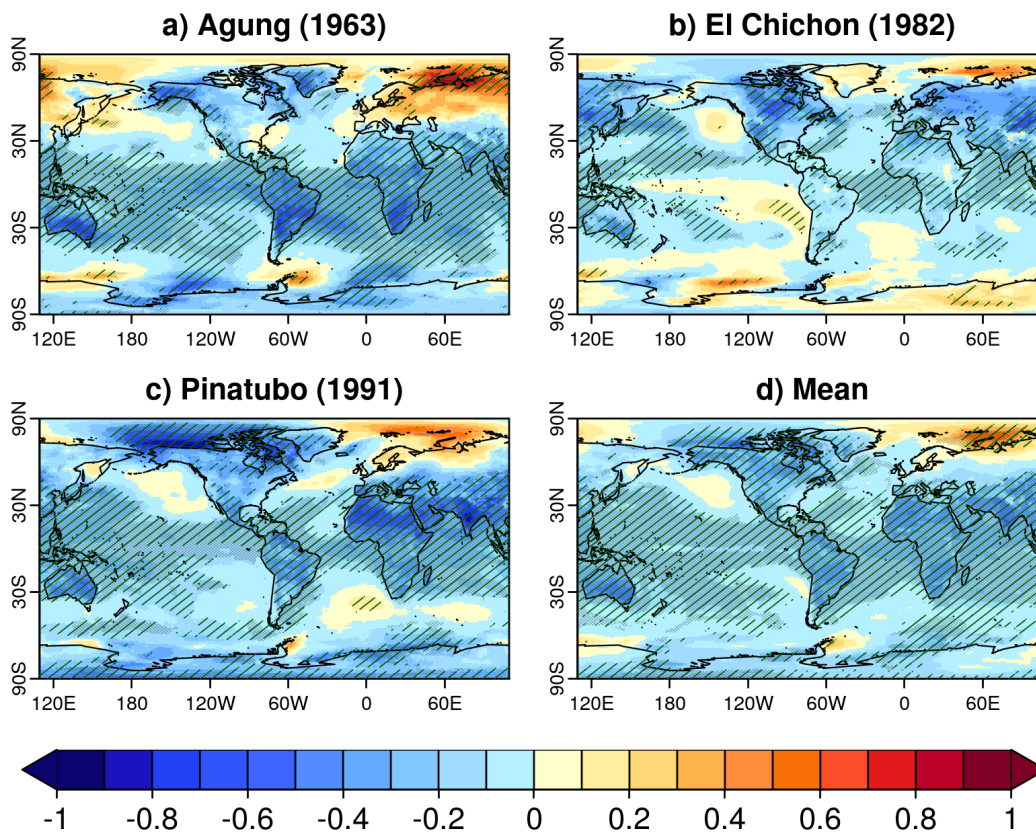 a) Agung (1963)
b) El Chichon (1982)
90N
30N
30S
90S
120E 180 120W 60W 0 60E
90N
30N
30S
90S
120E 180 120W 60W 0 60E
c) Pinatubo (1991)
d) Mean
90N
30N
30S
90S
120E 180 120W 60W 0 60E
90N
30N
30S
90S
120E 180 120W 60W 0 60E
-1 -0.8 -0.6 -0.4 -0.2 0 0.2 0.4 0.6 0.8 1